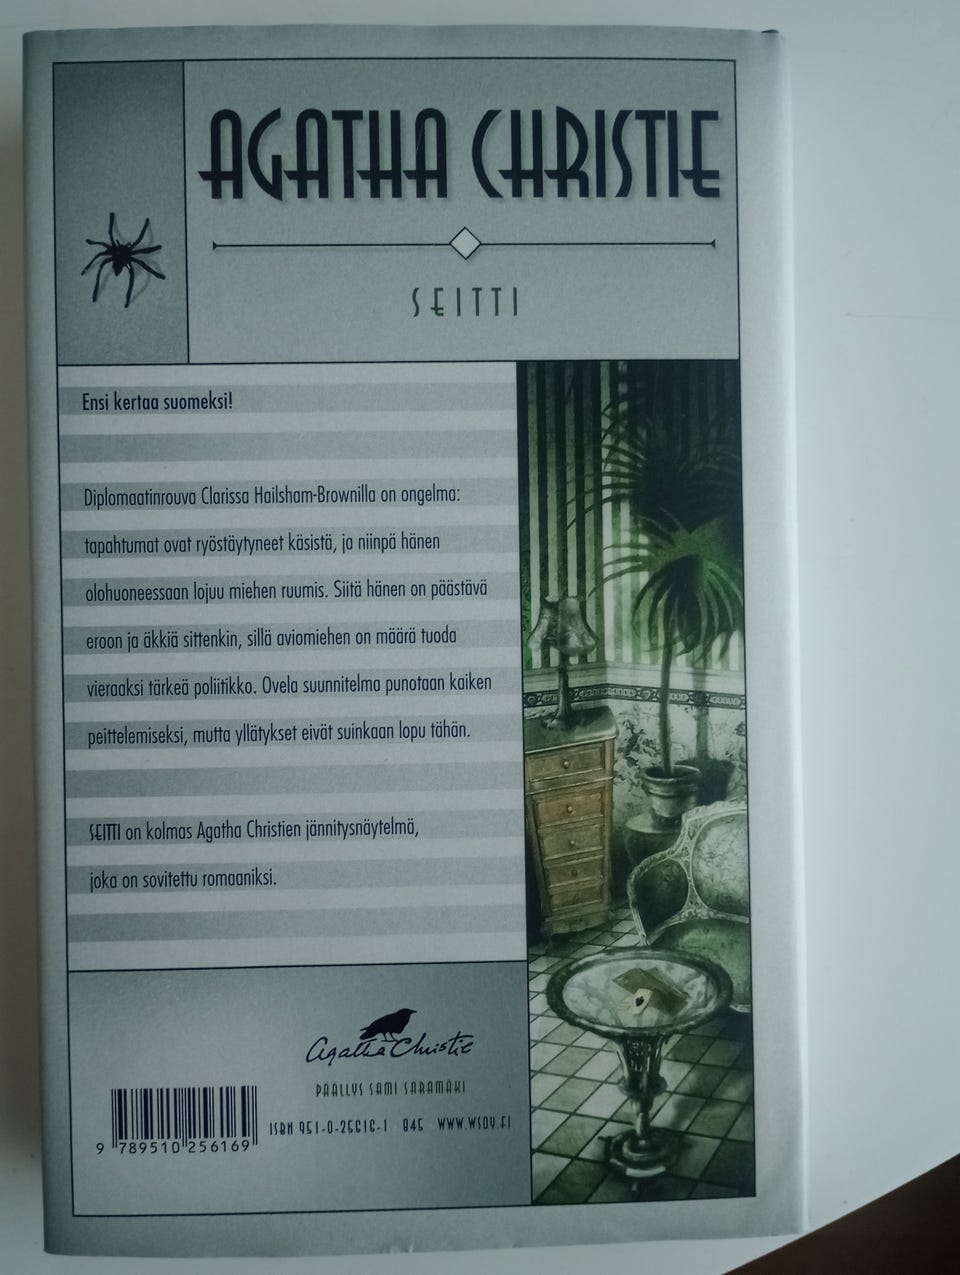 AGATHA CHRISTIE
SEITTI
Ensi kertaa suomeksi!
Diplomaatinrouva Clarissa Hailsham-Brownilla on ongelma:
tapahtumat ovat ryöstäytyneet käsistä, ja niinpä hänen
olohuoneessaan lojuu miehen ruumis. Siitä hänen on päästävä
eroon ja äkkiä sittenkin, sillä aviomiehen on määrä tuoda
vieraaksi tärkeä poliitikko. Ovela suunnitelma punotaan kaiken
peittelemiseksi, mutta yllätykset eivät suinkaan lopu tähän.
SEITTI on kolmas Agatha Christien jännitysnäytelmä,
joka on sovitettu romaaniksi.
Agatha Christie
PÄÄLLYS SAMI SARAMÄKI
ISBN 951-0-25616-1 845 WWW.WSOY.FI
9 789510 256169